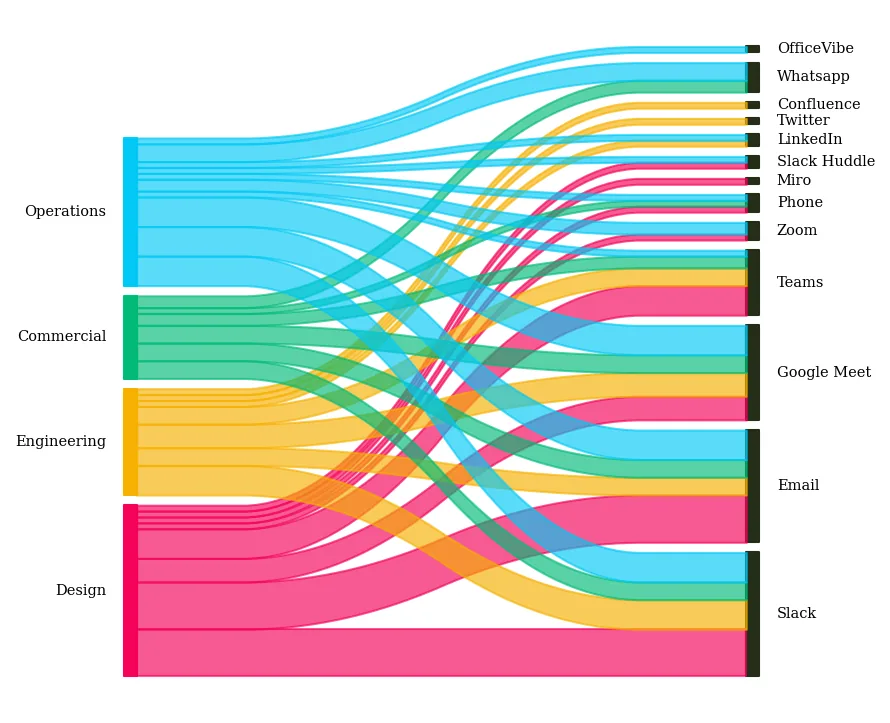 Operations
Commercial
Engineering
Design
OfficeVibe
Whatsapp
Confluence
Twitter
LinkedIn
Slack Huddle
Miro
Phone
Zoom
Teams
Google Meet
Email
Slack